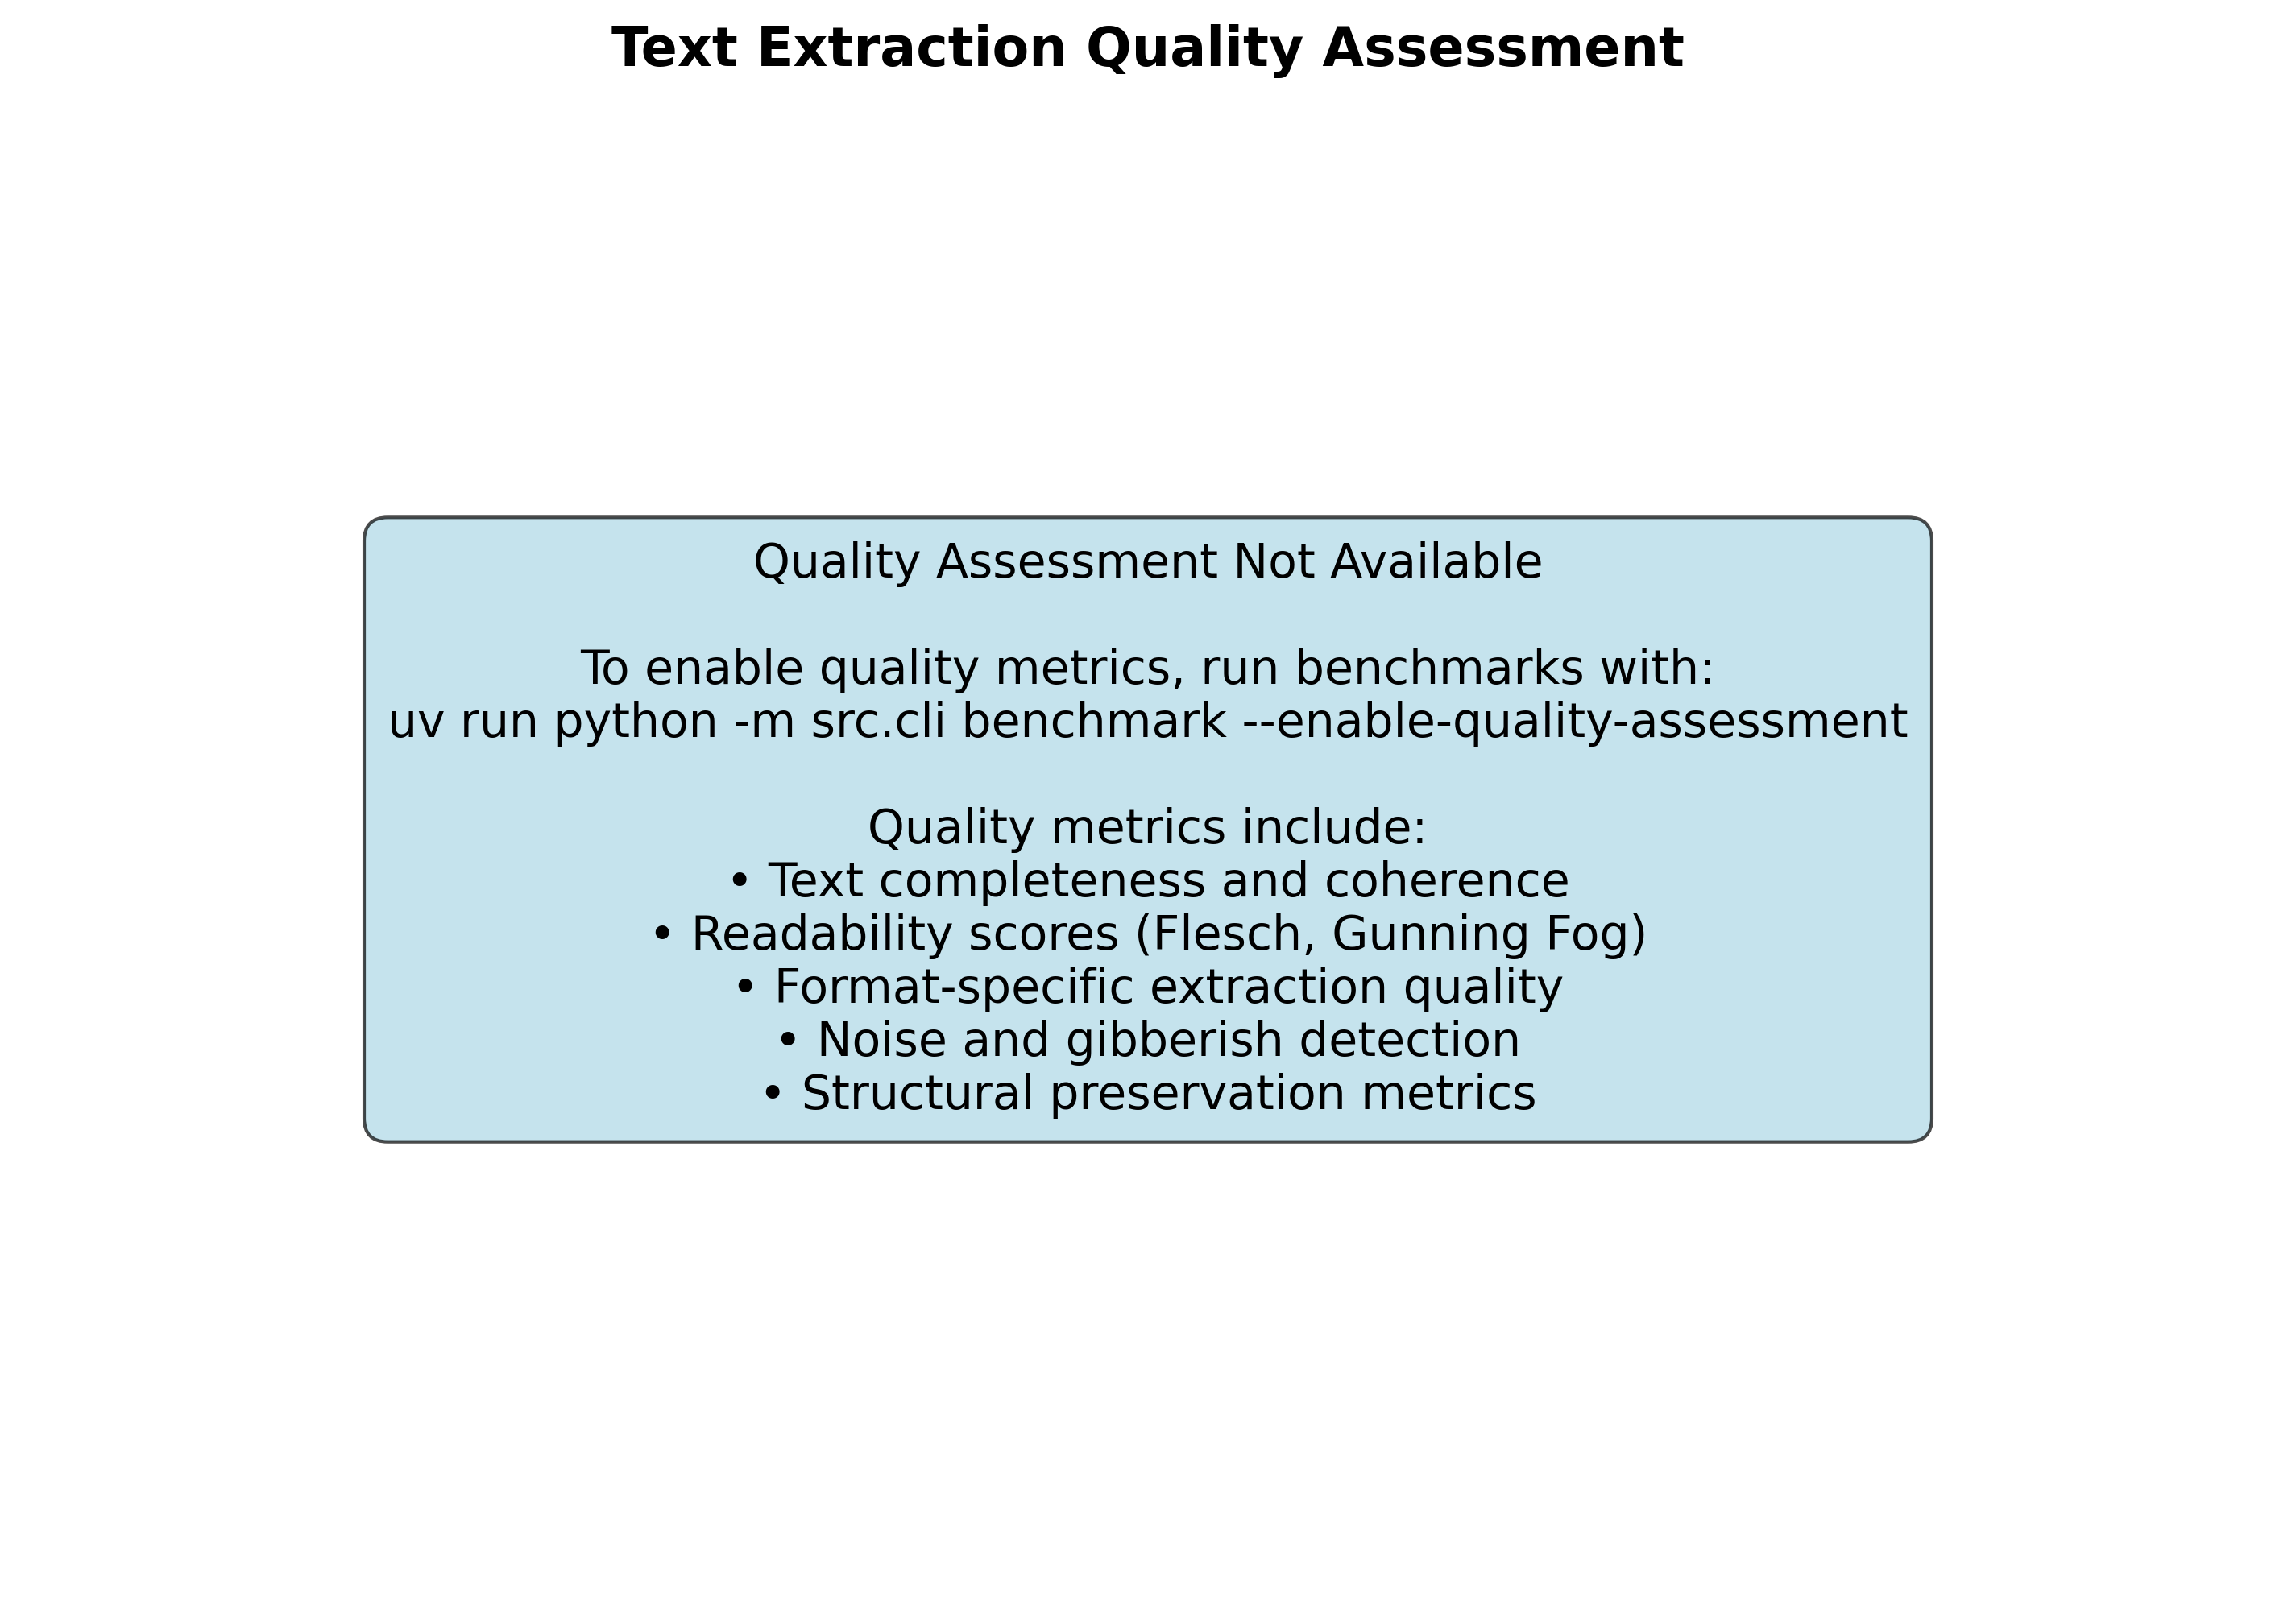 Text Extraction Quality Assessment
Quality Assessment Not Available
To enable quality metrics, run benchmarks with:
uv run python -m src.cli benchmark --enable-quality-assessment
Quality metrics include:
• Text completeness and coherence
• Readability scores (Flesch, Gunning Fog)
• Format-specific extraction quality
• Noise and gibberish detection
• Structural preservation metrics